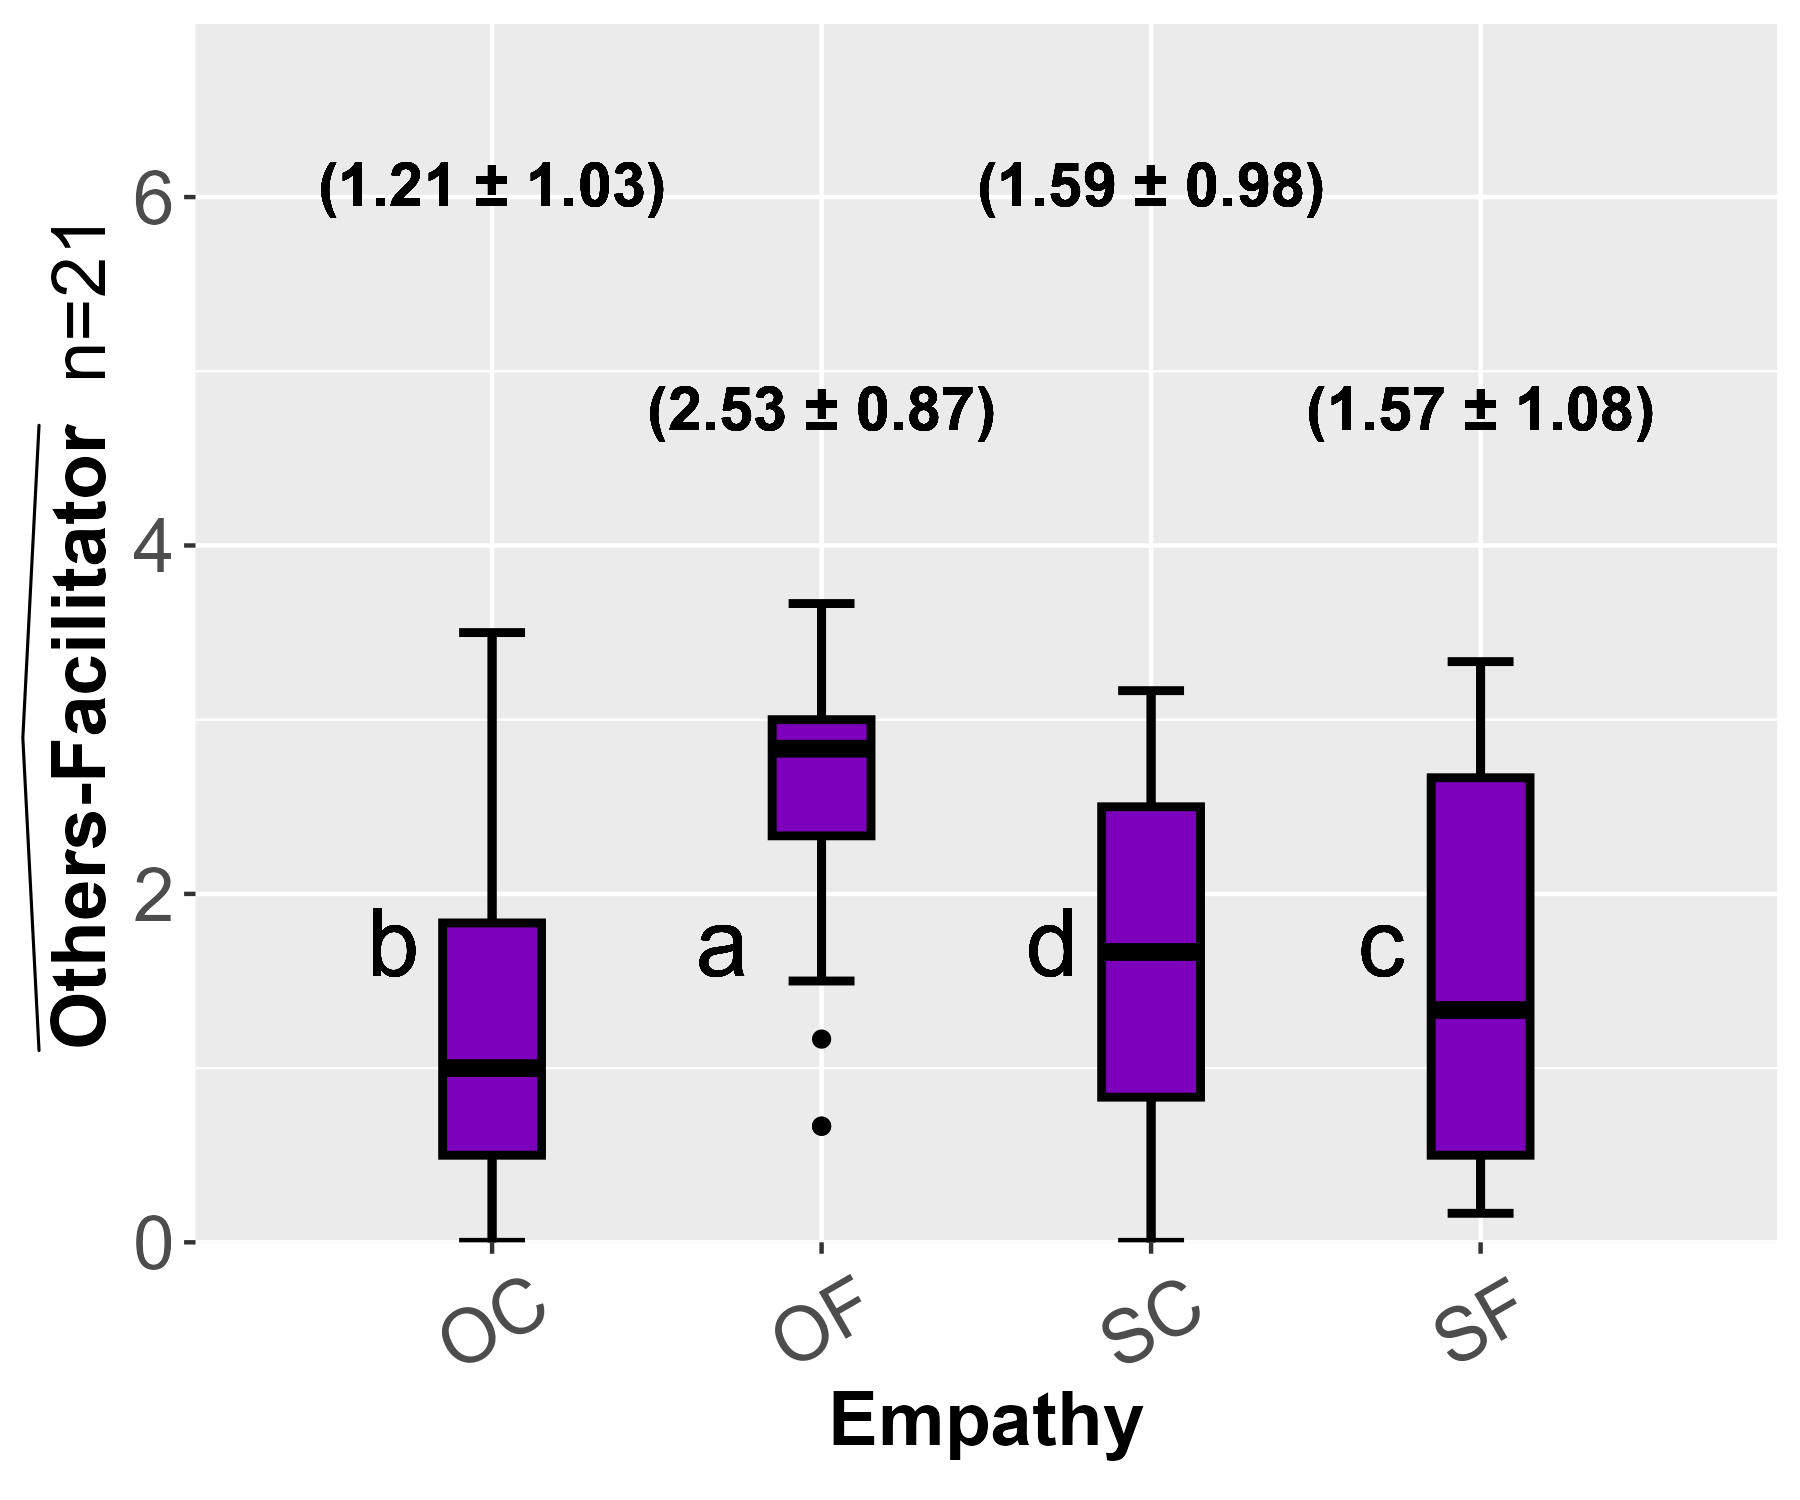 Others-Facilitator n=21
6
4
2
0
(1.21 ± 1.03)
(1.59 ± 0.98)
(2.53 ± 0.87)
(1.57 ± 1.08)
b
a
d
c
OC
OF
SC
SF
Empathy